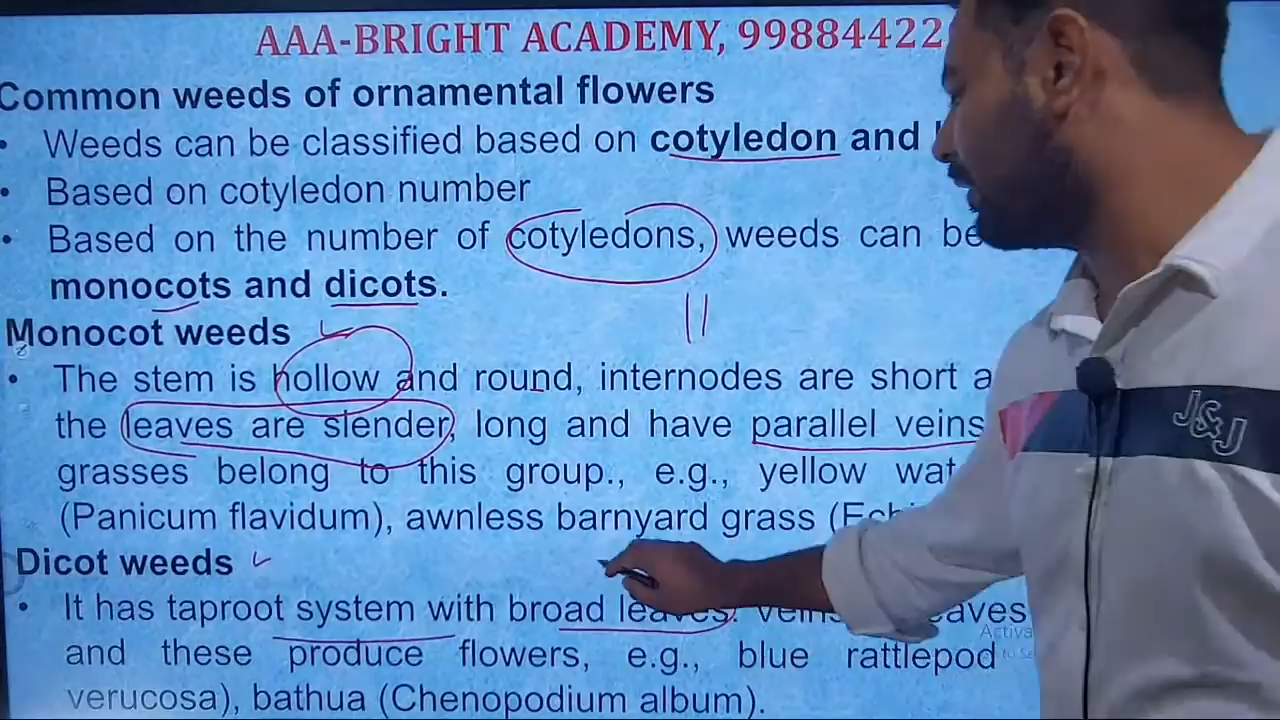 AAA-BRIGHT ACADEMY, 99884422
Common weeds of ornamental flowers
• Weeds can be classified based on cotyledon and
• Based on cotyledon number
• Based on the number of cotyledons, weeds can be
monocots and dicots.
Monocot weeds
• The stem is hollow and round, internodes are short
the leaves are slender, long and have parallel veins
grasses belong to this group., e.g., yellow
(Panicum flavidum), awnless barnyard grass
Dicot weeds
• It has taproot system with broad leaves. leaves
and these produce flowers, e.g., blue rattlepod
verucosa), bathua (Chenopodium album).
J&J